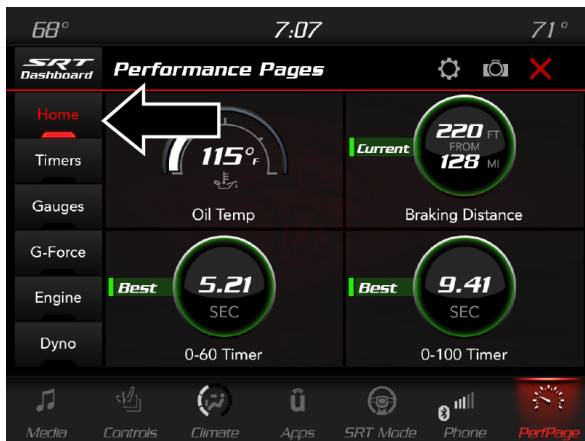 68°
7:07
71°
SRT
Dashboard
Performance Pages
Home
Timers
Gauges
G-Force
Engine
Dyno
115°F
Oil Temp
Current
220 FT
FROM
128 MI
Braking Distance
Best
5.21
SEC
0-60 Timer
Best
9.41
SEC
0-100 Timer
Media
Controls
Climate
û
Apps
SRT Mode
Phone
PerfPage